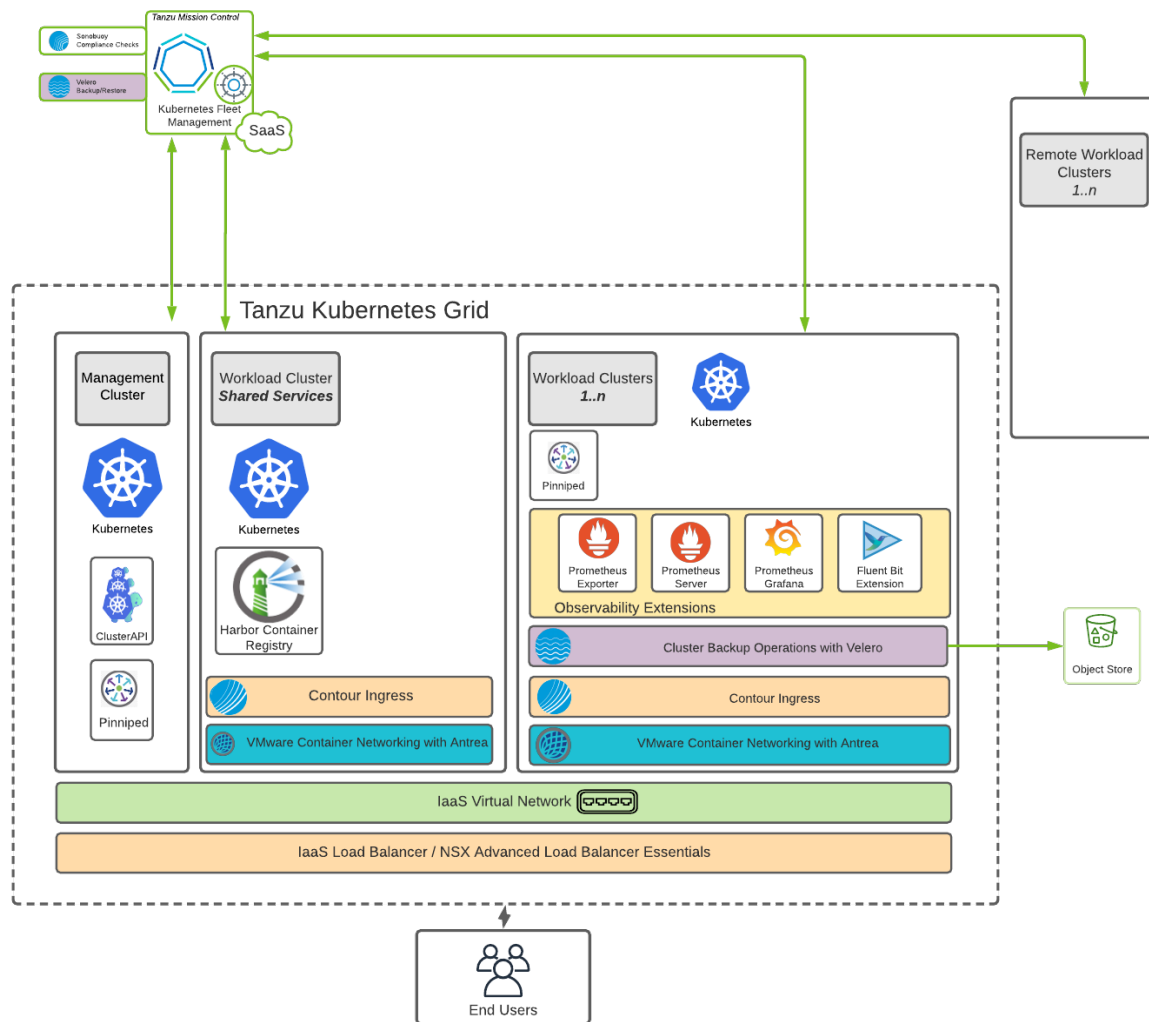 Tanzu Mission Control
Sonobuoy
Compliance Checks
Velero
Backup/Restore
Kubernetes Fleet
Management
SaaS
Remote Workload
Clusters
1..n
Tanzu Kubernetes Grid
Management
Cluster
Kubernetes
ClusterAPI
Pinniped
Workload Cluster
Shared Services
Kubernetes
Harbor Container
Registry
Contour Ingress
VMware Container Networking with Antrea
Workload Clusters
1..n
Kubernetes
Pinniped
Prometheus
Exporter
Prometheus
Server
Prometheus
Grafana
Fluent Bit
Extension
Observability Extensions
Cluster Backup Operations with Velero
Contour Ingress
VMware Container Networking with Antrea
Object Store
IaaS Virtual Network
IaaS Load Balancer / NSX Advanced Load Balancer Essentials
End Users